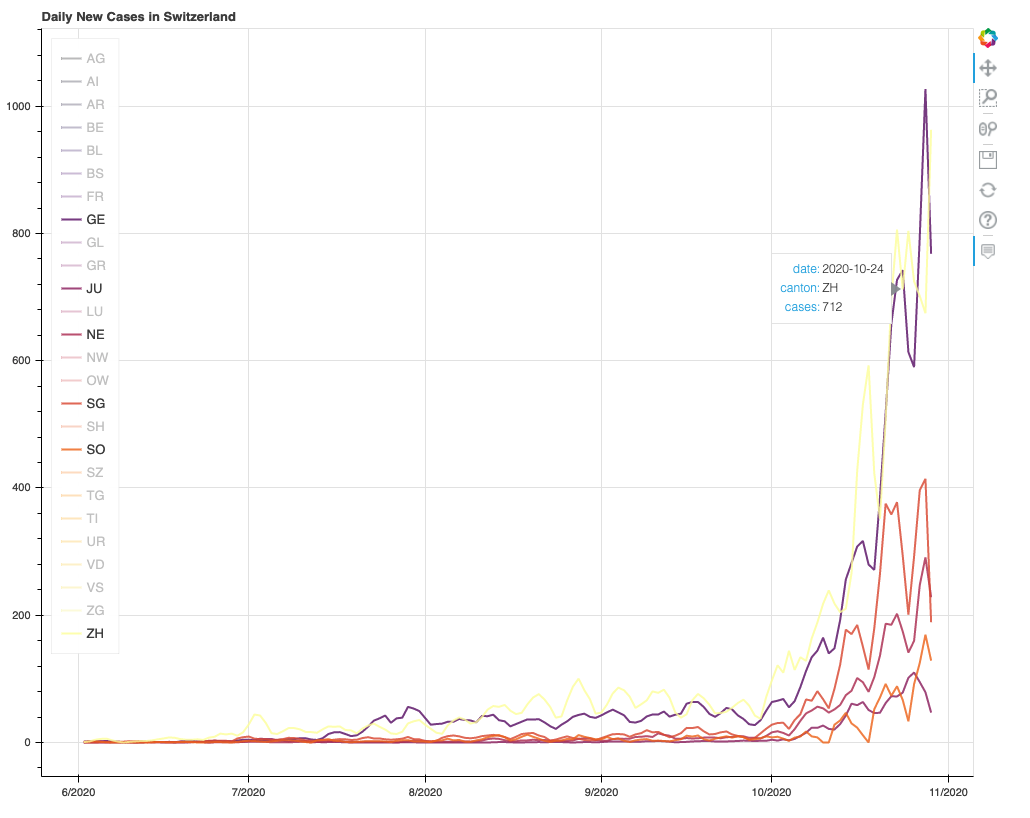 Daily New Cases in Switzerland
AG
AI
AR
BE
BL
BS
FR
GE
GL
GR
JU
LU
NE
NW
OW
SG
SH
SO
SZ
TG
TI
UR
VD
VS
ZG
ZH
date: 2020-10-24
canton: ZH
cases: 712
1000
800
600
400
200
0
6/2020 7/2020 8/2020 9/2020 10/2020 11/2020